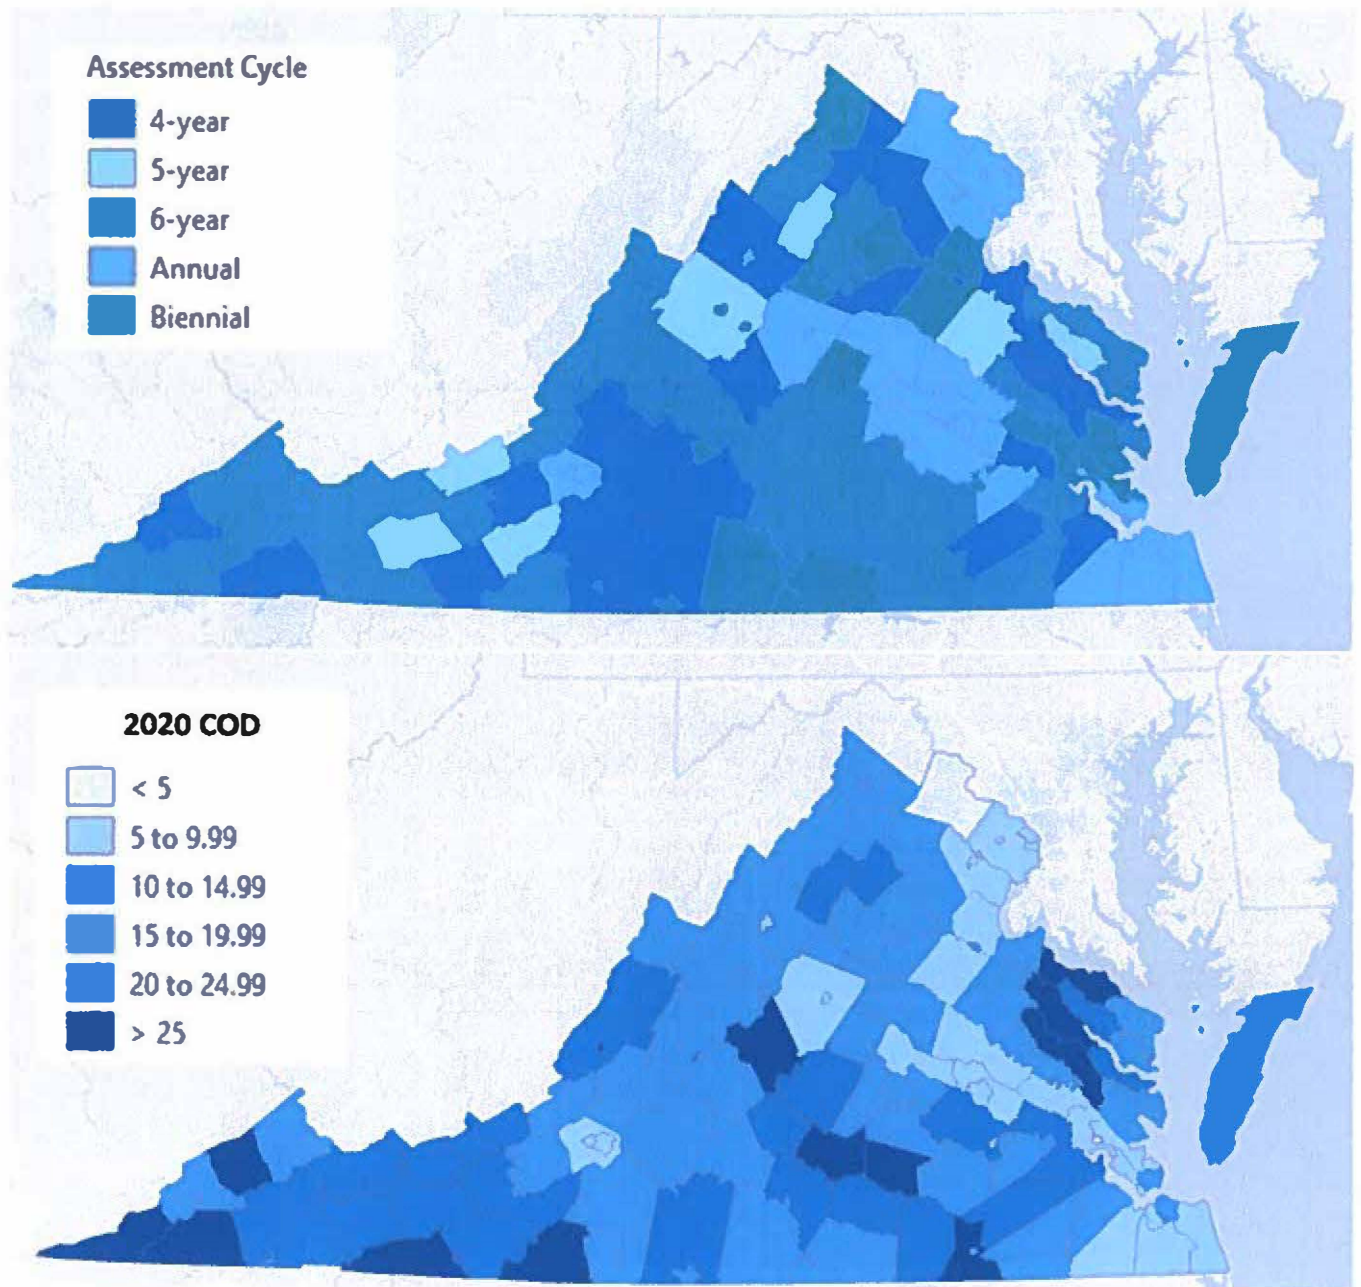 Assessment Cycle
4-year
5-year
6-year
Annual
Biennial
2020 COD
< 5
5 to 9.99
10 to 14.99
15 to 19.99
20 to 24.99
> 25